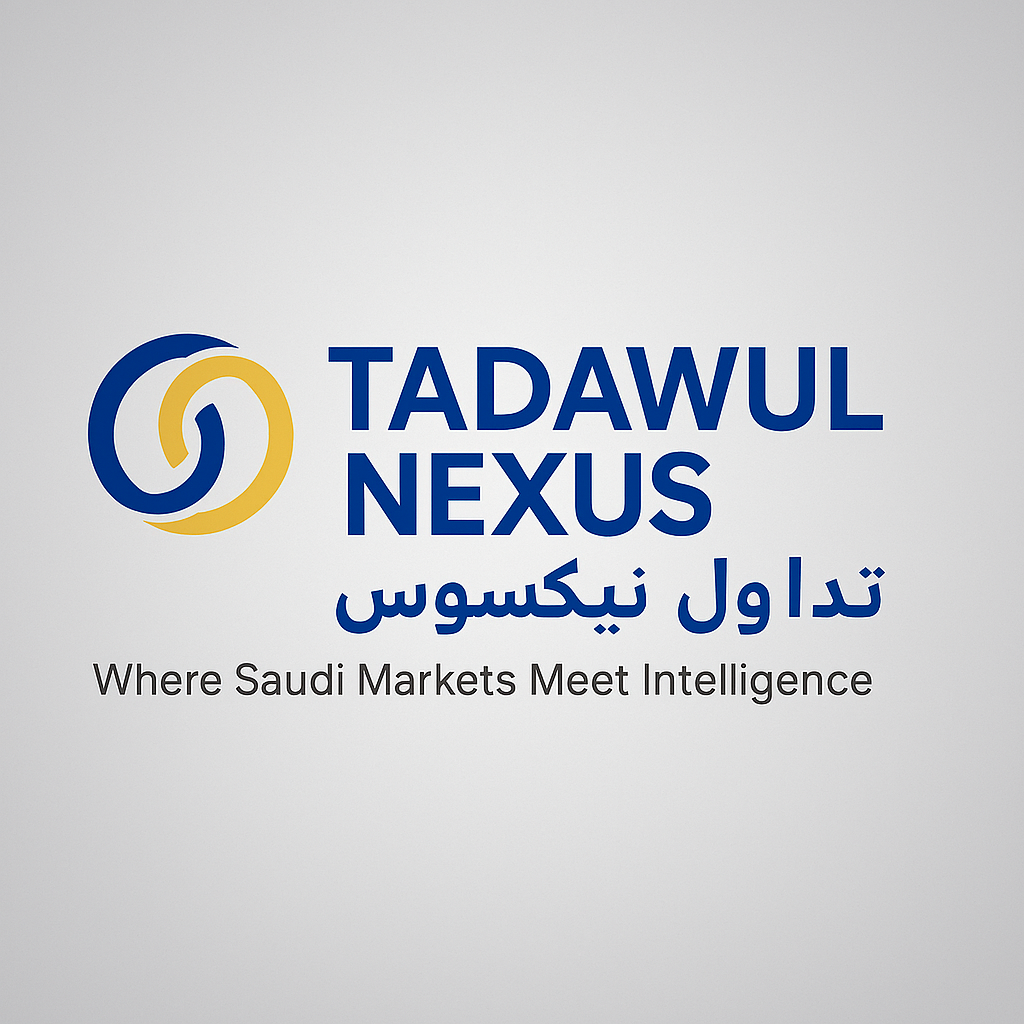 TADAWUL
NEXUS
تداول نيكسوس
Where Saudi Markets Meet Intelligence